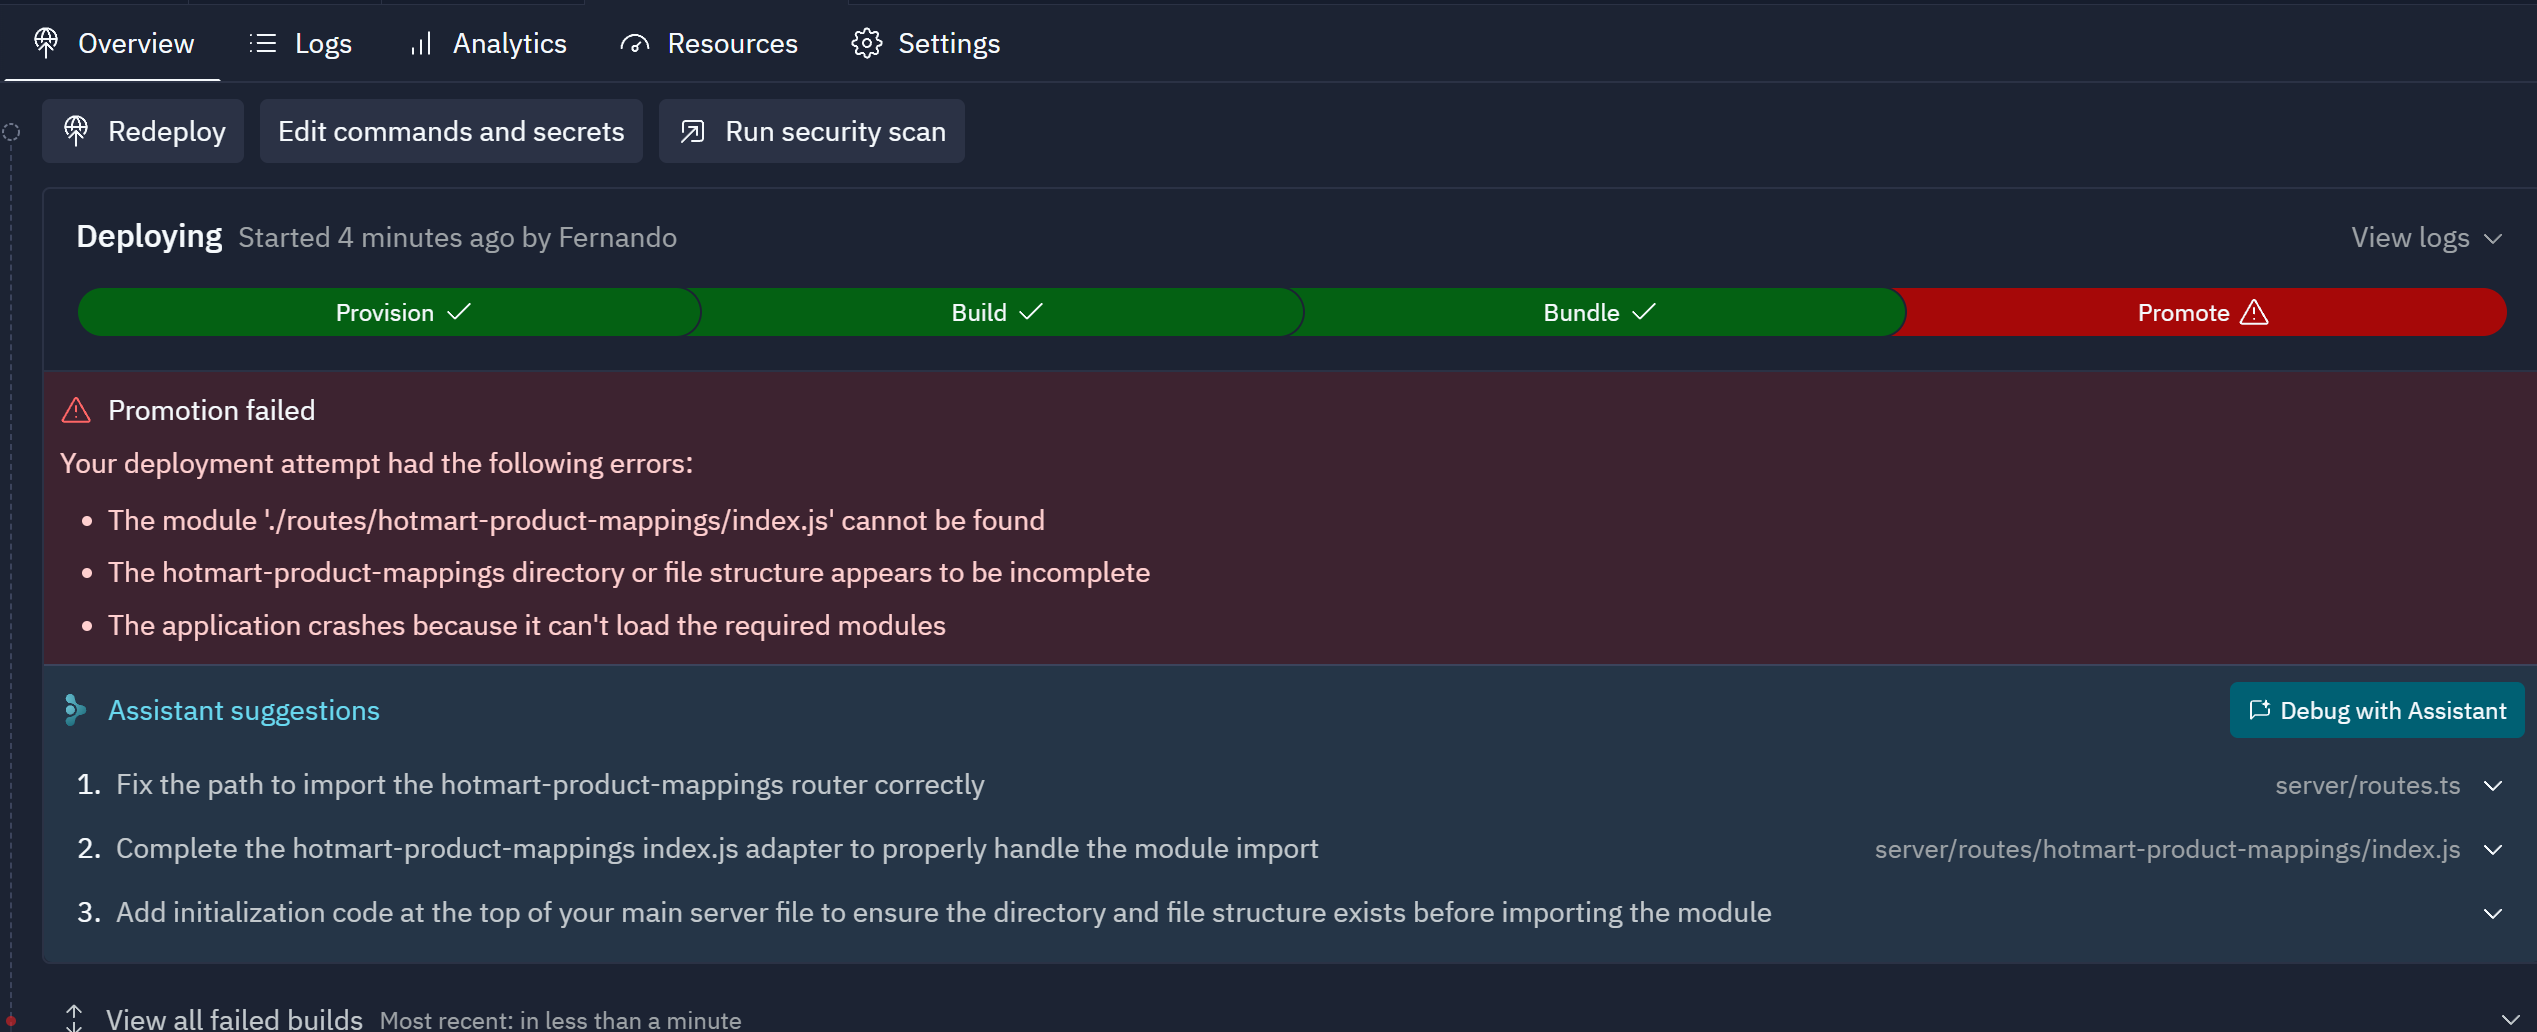 Overview Logs Analytics Resources Settings
Redeploy Edit commands and secrets Run security scan
Deploying Started 4 minutes ago by Fernando View logs
Provision Build Bundle Promote
Promotion failed
Your deployment attempt had the following errors:
• The module './routes/hotmart-product-mappings/index.js' cannot be found
• The hotmart-product-mappings directory or file structure appears to be incomplete
• The application crashes because it can't load the required modules
Assistant suggestions Debug with Assistant
1. Fix the path to import the hotmart-product-mappings router correctly server/routes.ts
2. Complete the hotmart-product-mappings index.js adapter to properly handle the module import server/routes/hotmart-product-mappings/index.js
3. Add initialization code at the top of your main server file to ensure the directory and file structure exists before importing the module
View all failed builds Most recent: in less than a minute